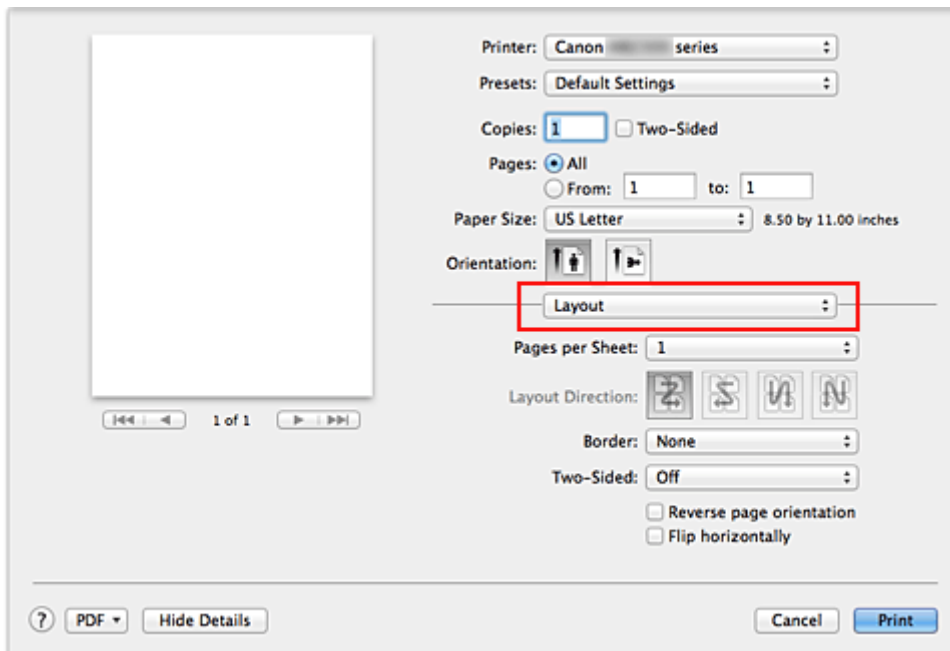 Printer: Canon series
Presets: Default Settings
Copies: 1 Two-Sided
Pages: All
From: 1 to: 1
Paper Size: US Letter 8.50 by 11.00 inches
Orientation:
Layout
Pages per Sheet: 1
Layout Direction:
1 of 1
Border: None
Two-Sided: Off
Reverse page orientation
Flip horizontally
? PDF Hide Details Cancel Print